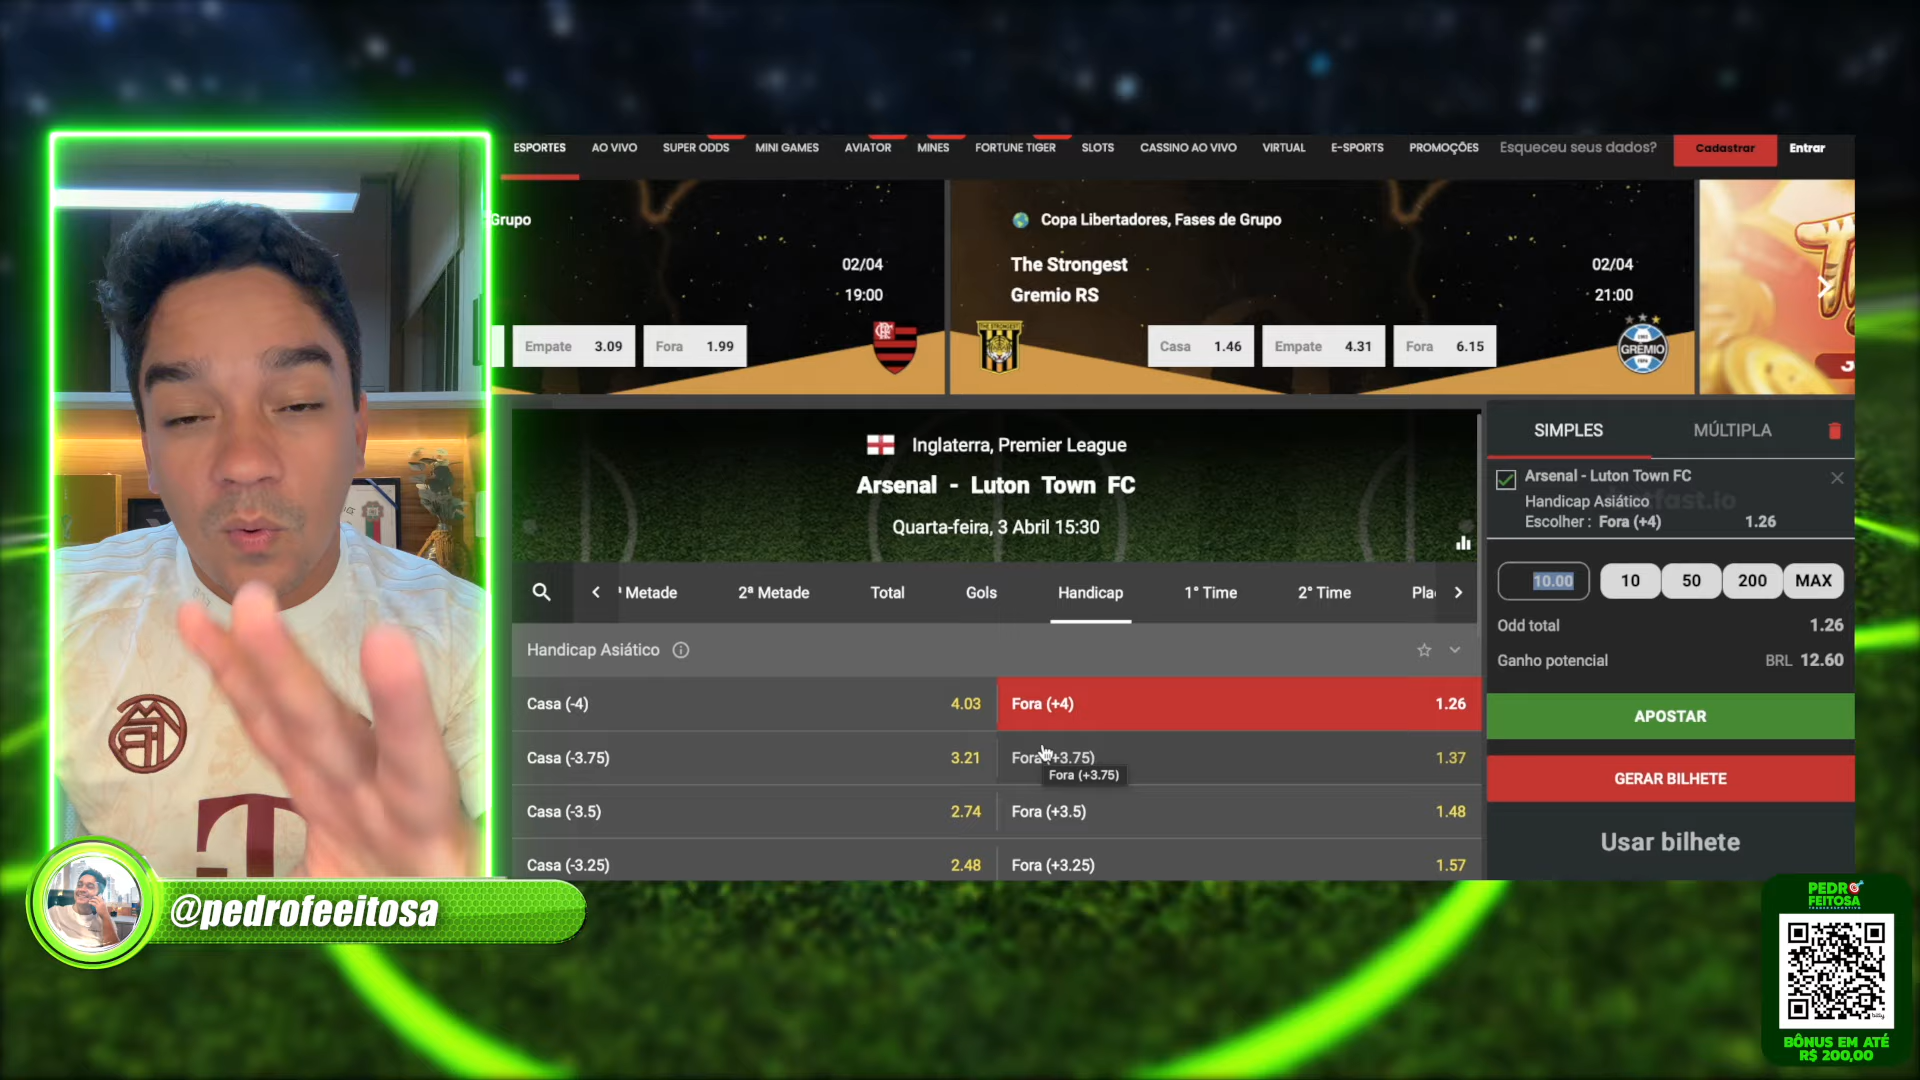 ESPORTES AO VIVO SUPER ODDS MINI GAMES AVIATOR MINES FORTUNE TIGER SLOTS CASSINO AO VIVO VIRTUAL E-SPORTS PROMOÇÕES Esqueceu seus dados? Cadastrar Entrar
Grupo
02/04
19:00
Empate 3.09 Fora 1.99
Copa Libertadores, Fases de Grupo
The Strongest 02/04
Gremio RS 21:00
THE STRONGEST
Casa 1.46 Empate 4.31 Fora 6.15
GRÊMIO
Inglaterra, Premier League
Arsenal - Luton Town FC
Quarta-feira, 3 Abril 15:30
Metade 2ª Metade Total Gols Handicap 1° Time 2° Time
Handicap Asiático
Casa (-4) 4.03 Fora (+4) 1.26
Casa (-3.75) 3.21 Fora (+3.75) 1.37
Fora (+3.75)
Casa (-3.5) 2.74 Fora (+3.5) 1.48
Casa (-3.25) 2.48 Fora (+3.25) 1.57
SIMPLES MÚLTIPLA
Arsenal - Luton Town FC
Handicap Asiático
Escolher : Fora (+4) 1.26
10.00 10 50 200 MAX
Odd total 1.26
Ganho potencial BRL 12.60
APOSTAR
GERAR BILHETE
Usar bilhete
@pedrofeeitosa
PEDRO
FEITOSA
BÔNUS EM ATÉ
R$ 200,00